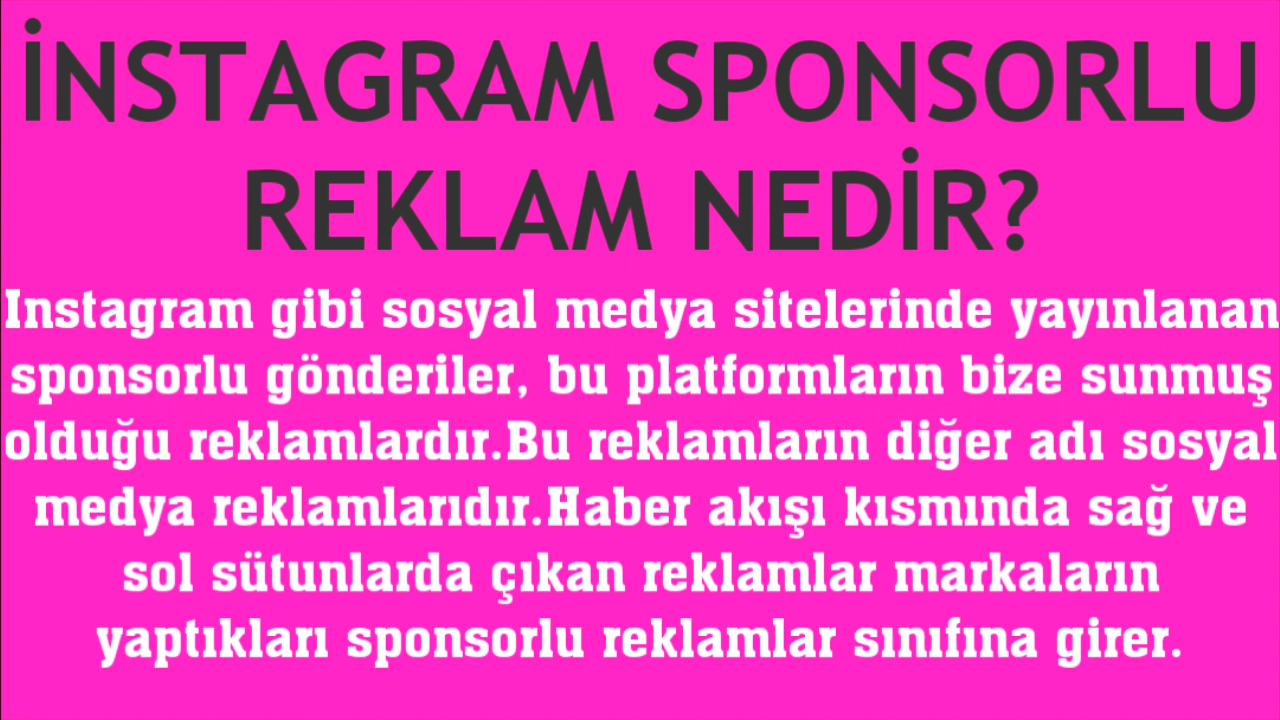 İNSTAGRAM SPONSORLU
REKLAM NEDİR?
Instagram gibi sosyal medya sitelerinde yayınlanan
sponsorlu gönderiler, bu platformların bize sunmuş
olduğu reklamlardır.Bu reklamların diğer adı sosyal
medya reklamlarıdır.Haber akışı kısmında sağ ve
sol sütunlarda çıkan reklamlar markaların
yaptıkları sponsorlu reklamlar sınıfına girer.